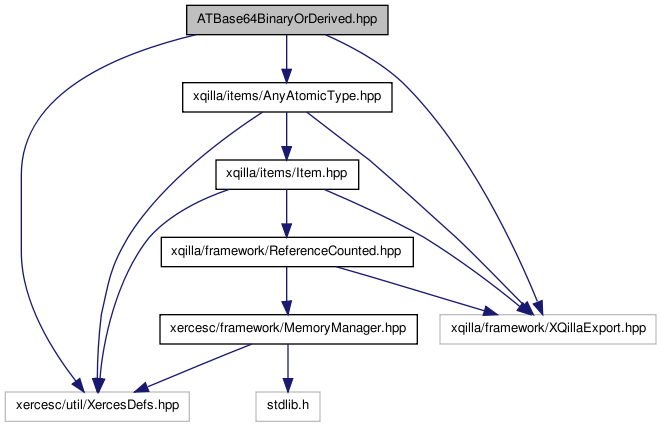 ATBase64BinaryOrDerived.hpp
xqilla/items/AnyAtomicType.hpp
xqilla/items/Item.hpp
xqilla/framework/ReferenceCounted.hpp
xercesc/framework/MemoryManager.hpp
xqilla/framework/XQillaExport.hpp
xercesc/util/XercesDefs.hpp
stdlib.h